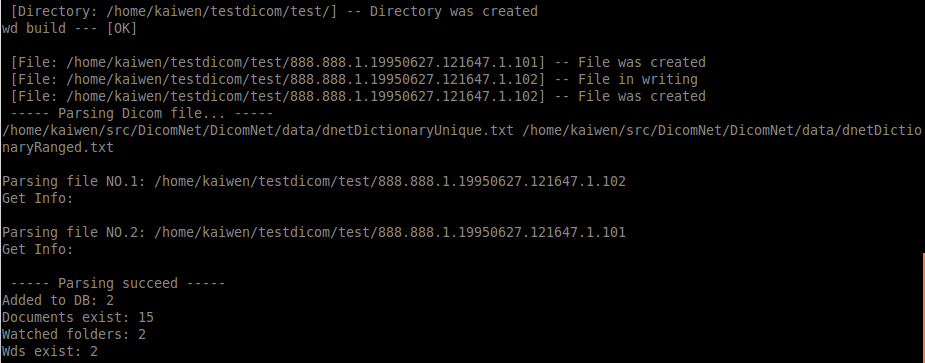 [Directory: /home/kaiwen/testdicom/test/] -- Directory was created
wd build --- [OK]
[File: /home/kaiwen/testdicom/test/888.888.1.19950627.121647.1.101] -- File was created
[File: /home/kaiwen/testdicom/test/888.888.1.19950627.121647.1.102] -- File in writing
[File: /home/kaiwen/testdicom/test/888.888.1.19950627.121647.1.102] -- File was created
----- Parsing Dicom file... -----
/home/kaiwen/src/DicomNet/DicomNet/data/dnetDictionaryUnique.txt /home/kaiwen/src/DicomNet/DicomNet/data/dnetDictio
naryRanged.txt
Parsing file NO.1: /home/kaiwen/testdicom/test/888.888.1.19950627.121647.1.102
Get Info:
Parsing file NO.2: /home/kaiwen/testdicom/test/888.888.1.19950627.121647.1.101
Get Info:
----- Parsing succeed -----
Added to DB: 2
Documents exist: 15
Watched folders: 2
Wds exist: 2